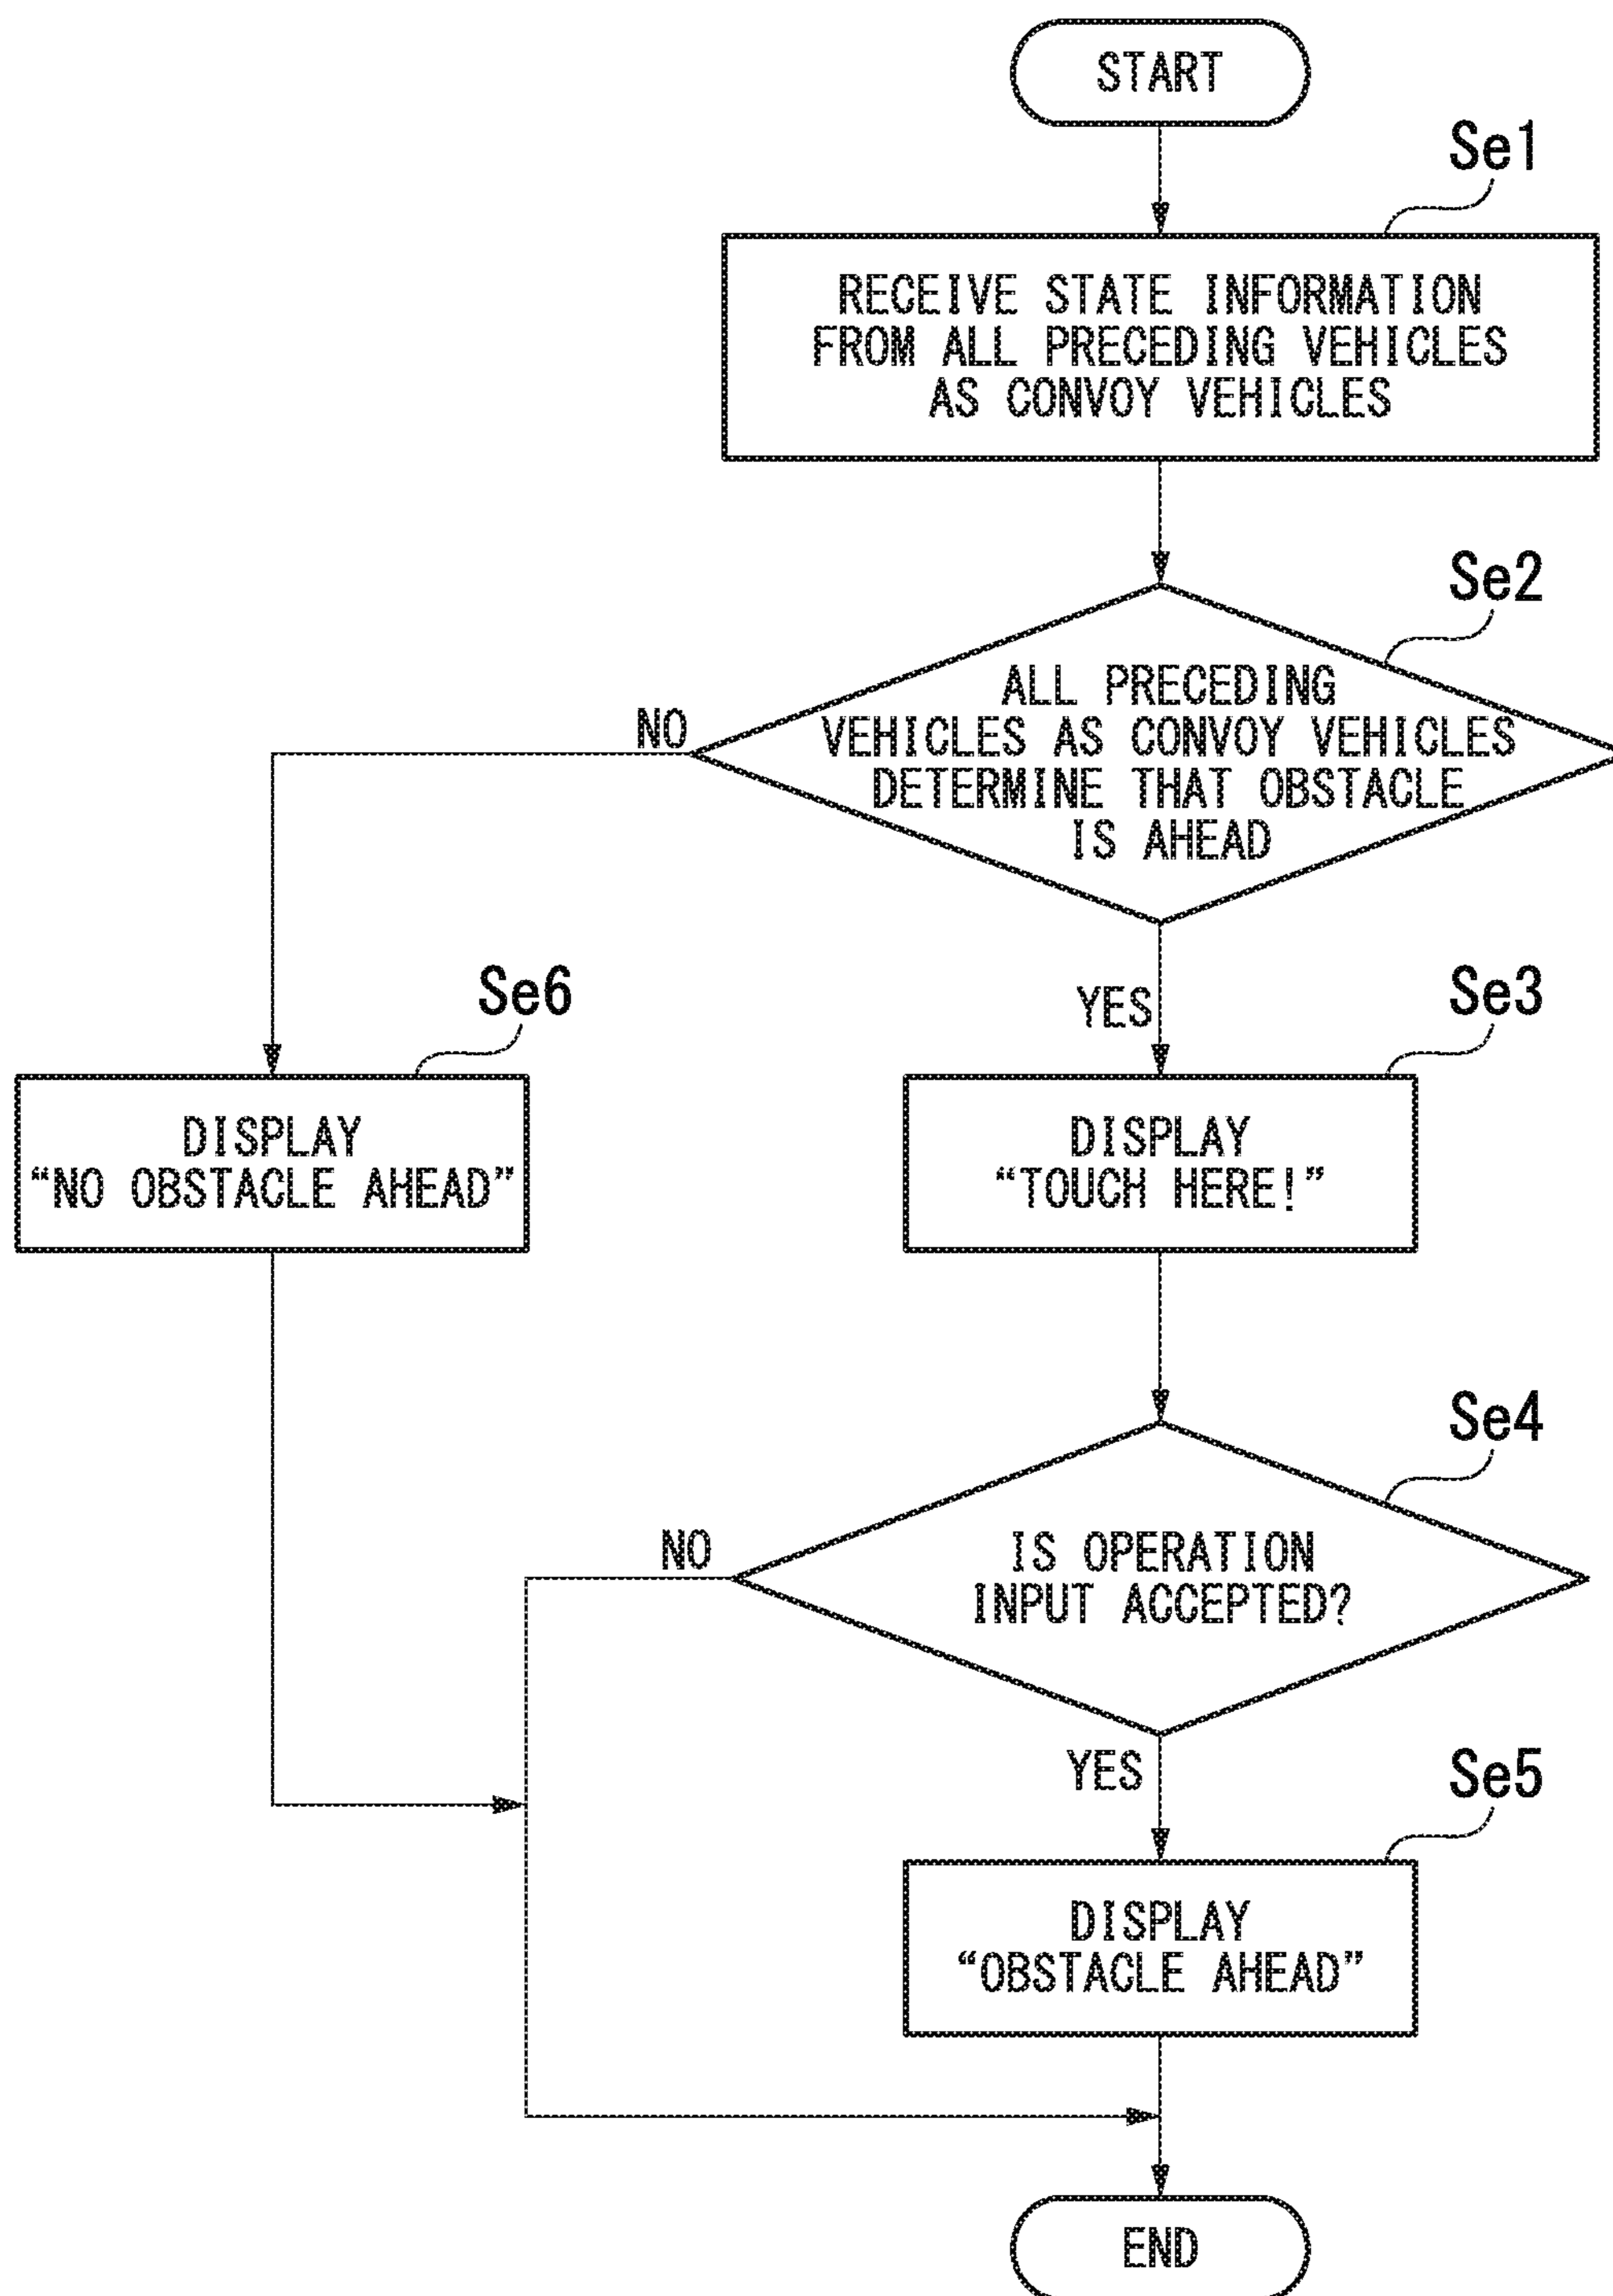 START
Se1
RECEIVE STATE INFORMATION
FROM ALL PRECEDING VEHICLES
AS CONVOY VEHICLES
Se2
ALL PRECEDING
VEHICLES AS CONVOY VEHICLES
DETERMINE THAT OBSTACLE
IS AHEAD
NO
YES
Se6
DISPLAY
“NO OBSTACLE AHEAD”
Se3
DISPLAY
“TOUCH HERE!”
Se4
IS OPERATION
INPUT ACCEPTED?
NO
YES
Se5
DISPLAY
“OBSTACLE AHEAD”
END